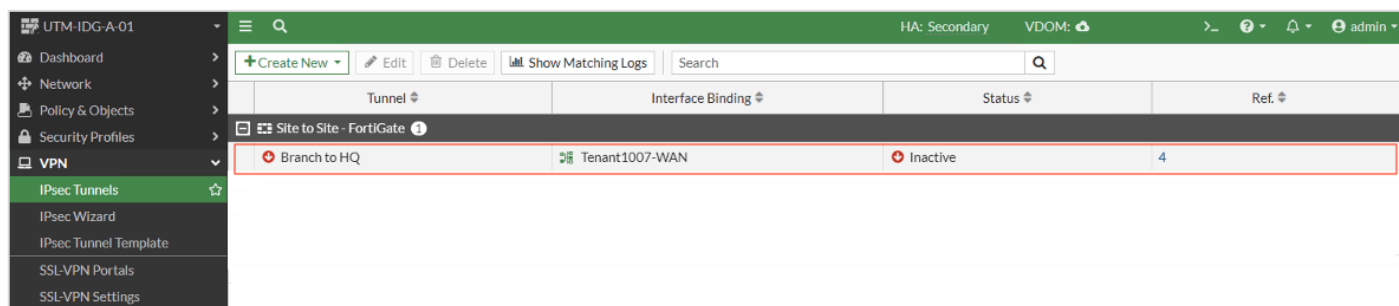 UTM-IDG-A-01 HA: Secondary VDOM: >_ admin
Dashboard + Create New Edit Delete Show Matching Logs Search
Network Tunnel Interface Binding Status Ref.
Policy & Objects
Security Profiles Site to Site - FortiGate 1
VPN Branch to HQ Tenant1007-WAN Inactive 4
IPsec Tunnels
IPsec Wizard
IPsec Tunnel Template
SSL-VPN Portals
SSL-VPN Settings